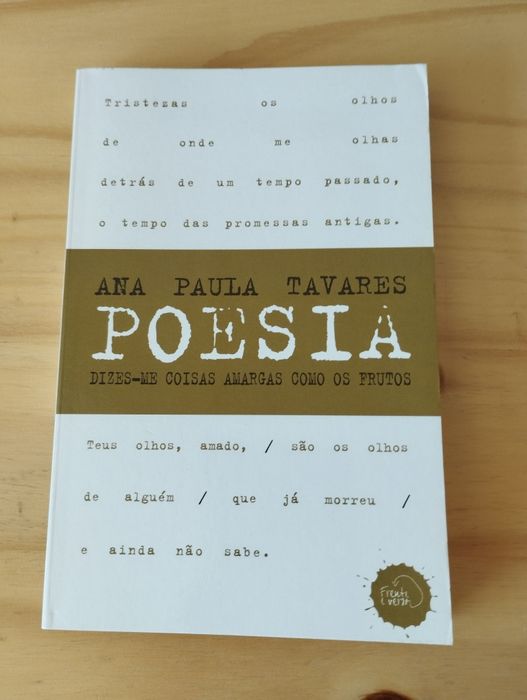 Tristezas os olhos
de onde me olhas
detrás de um tempo passado,
o tempo das promessas antigas.
ANA PAULA TAVARES
POESIA
DIZES-ME COISAS AMARGAS COMO OS FRUTOS
Teus olhos, amado, / são os olhos
de alguém / que já morreu /
e ainda não sabe.
Frente
e verso